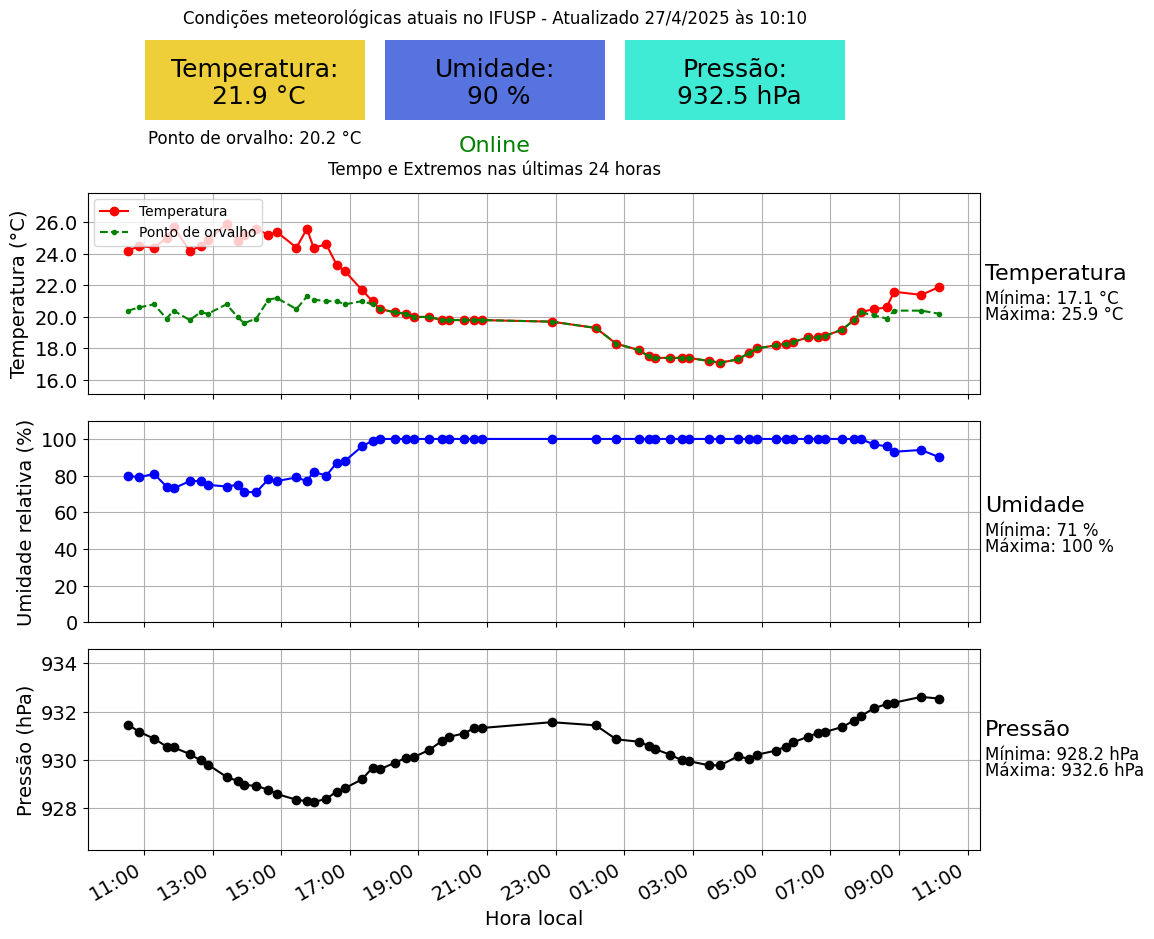 Condições meteorológicas atuais no IFUSP - Atualizado 27/4/2025 às 10:10
Temperatura:
21.9 °C
Umidade:
90 %
Pressão:
932.5 hPa
Ponto de orvalho: 20.2 °C
Online
Tempo e Extremos nas últimas 24 horas
Temperatura (°C)
26.0
24.0
22.0
20.0
18.0
16.0
Temperatura
Ponto de orvalho
Temperatura
Mínima: 17.1 °C
Máxima: 25.9 °C
Umidade relativa (%)
100
80
60
40
20
0
Umidade
Mínima: 71 %
Máxima: 100 %
Pressão (hPa)
934
932
930
928
Pressão
Mínima: 928.2 hPa
Máxima: 932.6 hPa
11:00
13:00
15:00
17:00
19:00
21:00
23:00
01:00
03:00
05:00
07:00
09:00
11:00
Hora local